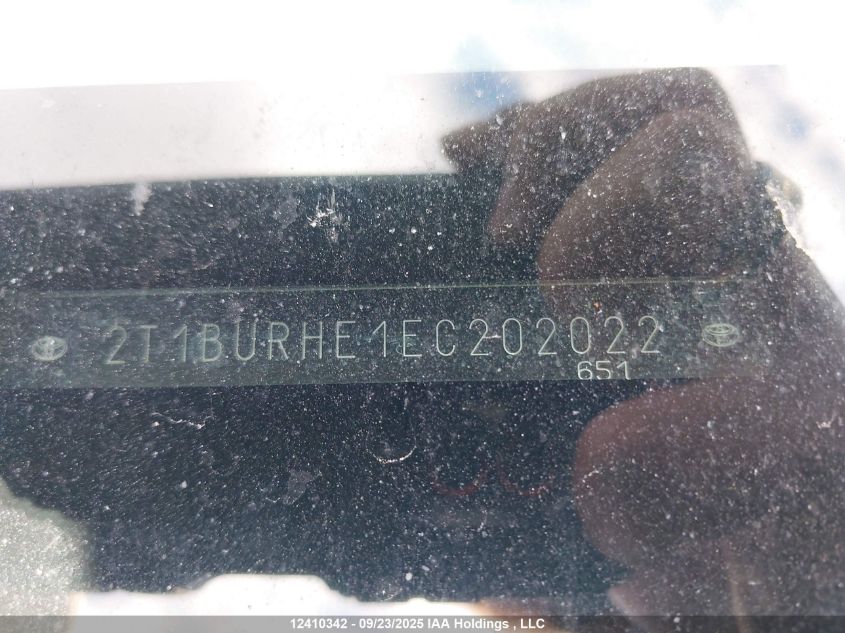 2T1BURHE1EC202022
651
12410342 - 09/23/2025 IAA Holdings , LLC